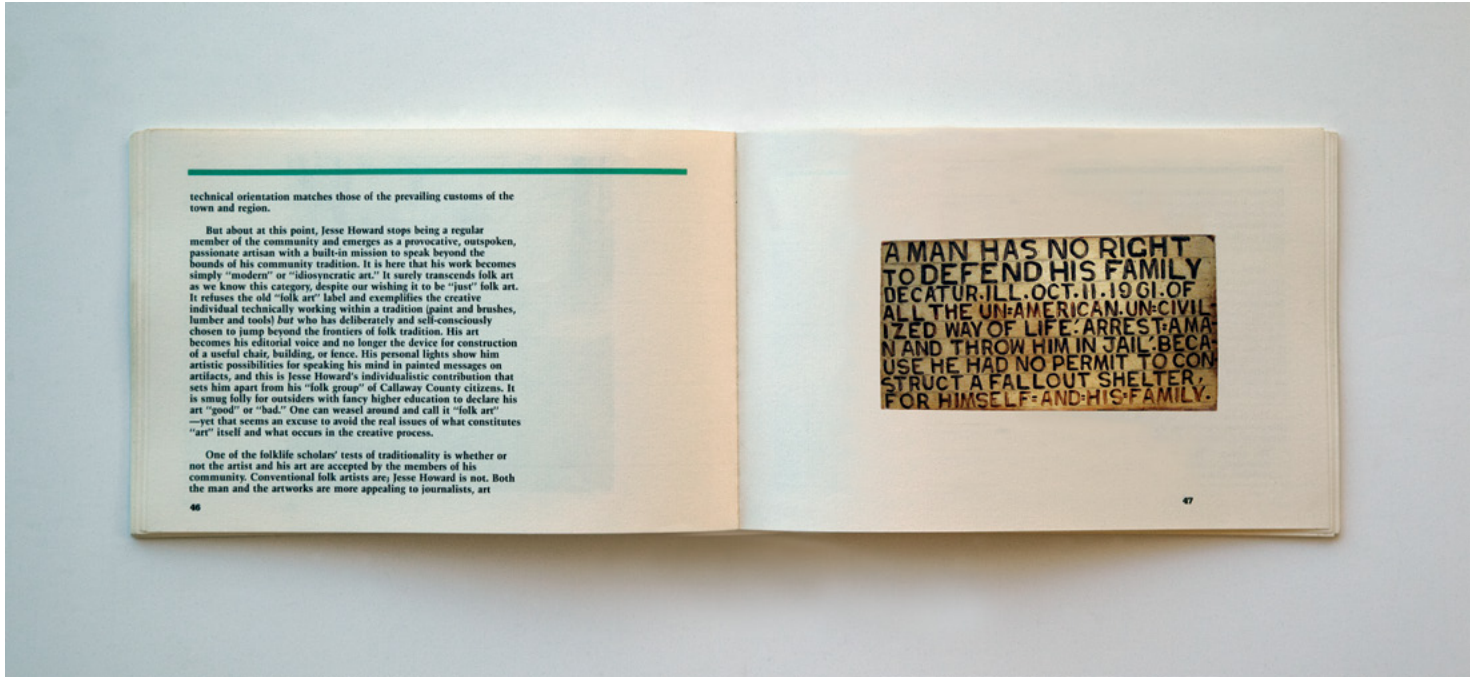 technical orientation matches those of the prevailing customs of the
town and region.
But about at this point, Jesse Howard stops being a regular
member of the community and emerges as a provocative, outspoken,
passionate artisan with a built-in mission to speak beyond the
bounds of his community tradition. It is here that his work becomes
simply “modern” or “idiosyncratic art.” It surely transcends folk art
as we know this category, despite our wishing it to be “just” folk art.
It refuses the old “folk art” label and exemplifies the creative
individual technically working within a tradition (paint and brushes,
lumber and tools) but who has deliberately and self-consciously
chosen to jump beyond the frontiers of folk tradition. His art
becomes his editorial voice and no longer the device for construction
of a useful chair, building, or fence. His personal lights show him
artistic possibilities for speaking his mind in painted messages on
artifacts, and this is Jesse Howard's individualistic contribution that
sets him apart from his “folk group” of Callaway County citizens. It
is smug folly for outsiders with fancy higher education to declare his
art “good” or “bad.” One can weasel around and call it “folk art”
—yet that seems an excuse to avoid the real issues of what constitutes
“art” itself and what occurs in the creative process.
One of the folklife scholars' tests of traditionality is whether or
not the artist and his art are accepted by the members of his
community. Conventional folk artists are; Jesse Howard is not. Both
the man and the artworks are more appealing to journalists, art
46
A MAN HAS NO RIGHT
TO DEFEND HIS FAMILY
DECATUR.ILL.OCT.11.1961.OF
ALL THE UN=AMERICAN.UN=CIVIL
IZED WAY OF LIFE: ARREST=A MA-
N AND THROW HIM IN JAIL: BECA-
USE HE HAD NO PERMIT TO CON-
STRUCT A FALLOUT SHELTER,
FOR HIMSELF=AND=HIS=FAMILY.
47